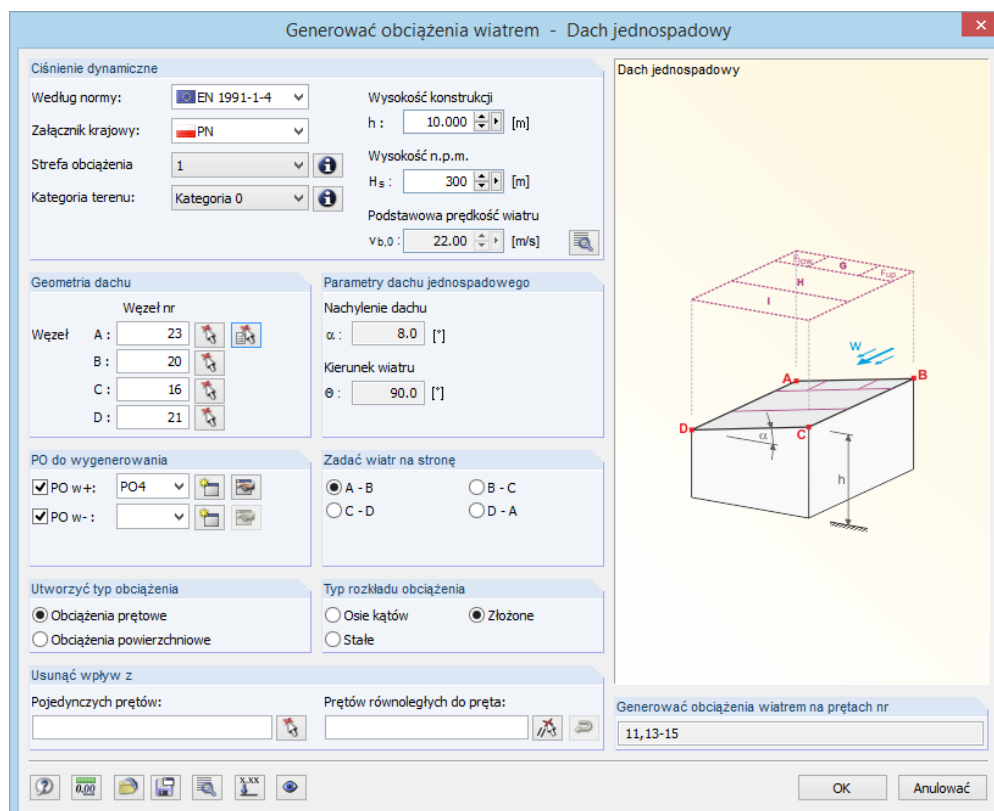 Generować obciążenia wiatrem - Dach jednospadowy
Ciśnienie dynamiczne
Według normy:
EN 1991-1-4
Załącznik krajowy:
PN
Strefa obciążenia
1
Kategoria terenu:
Kategoria 0
Wysokość konstrukcji
h : 10.000 [m]
Wysokość n.p.m.
Hs : 300 [m]
Podstawowa prędkość wiatru
vb,0 : 22.00 [m/s]
Geometria dachu
Węzeł nr
Węzeł A : 23
B : 20
C : 16
D : 21
Parametry dachu jednospadowego
Nachylenie dachu
α : 8.0 [°]
Kierunek wiatru
Θ : 90.0 [°]
PO do wygenerowania
PO w+: PO4
PO w- :
Zadać wiatr na stronę
A - B B - C
C - D D - A
Utworzyć typ obciążenia
Obciążenia prętowe
Obciążenia powierzchniowe
Typ rozkładu obciążenia
Osie kątów Złożone
Stałe
Usunąć wpływ z
Pojedynczych prętów:
Prętów równoległych do pręta:
Dach jednospadowy
Flow G Fup
H
I
W
A B
D C
α
h
Generować obciążenia wiatrem na prętach nr
11,13-15
0.00
X.XX
OK Anulować